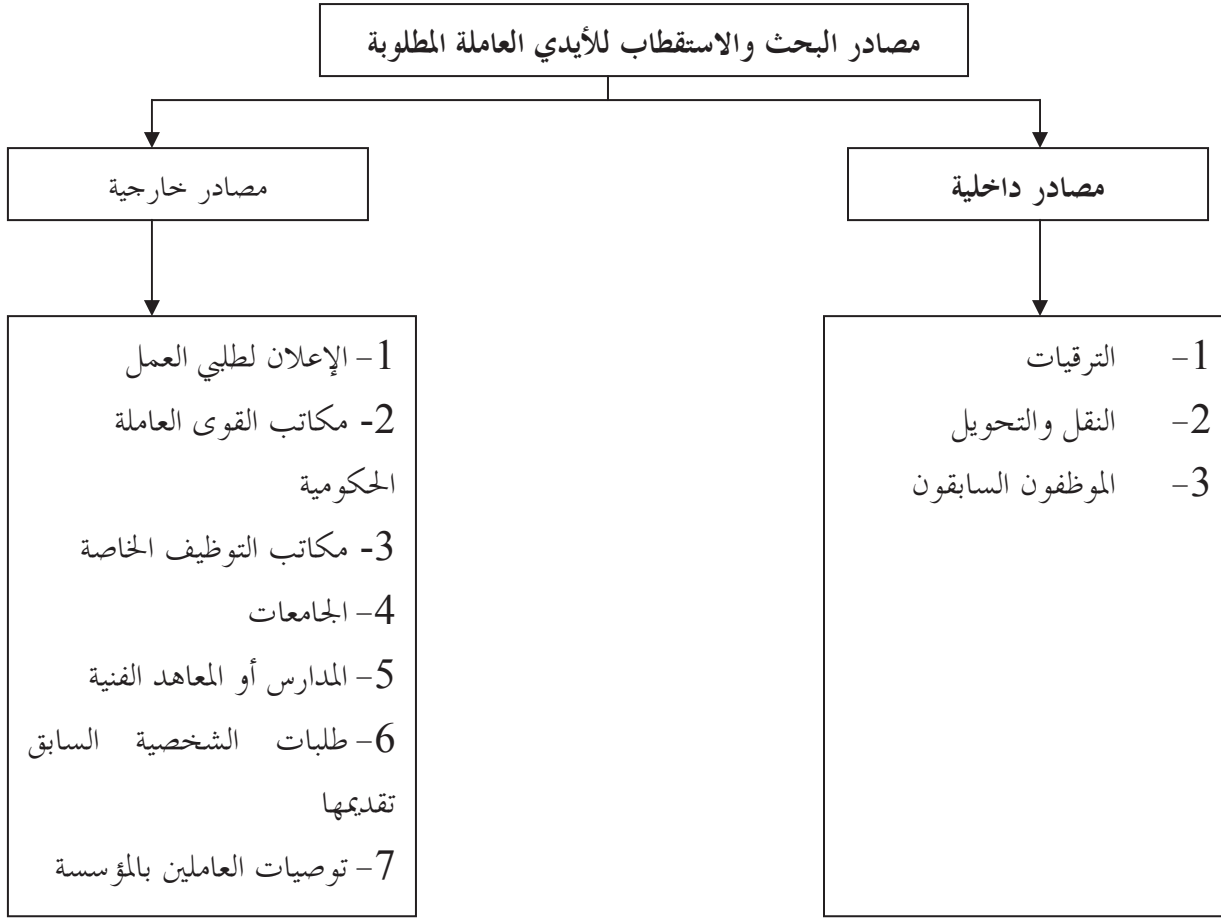 مصادر البحث والاستقطاب للأيدي العاملة المطلوبة
مصادر داخلية
مصادر خارجية
1- الترقيات
2- النقل والتحويل
3- الموظفون السابقون
1- الإعلان لطلبي العمل
2- مكاتب القوى العاملة
الحكومية
3- مكاتب التوظيف الخاصة
4- الجامعات
5- المدارس أو المعاهد الفنية
6- طلبات الشخصية السابق
تقديمها
7- توصيات العاملين بالمؤسسة